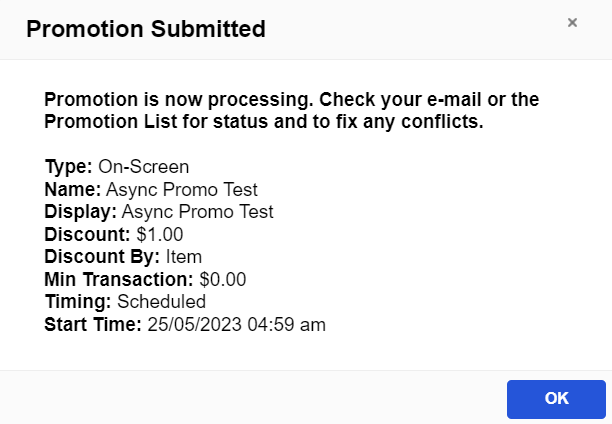 Promotion Submitted
×
Promotion is now processing. Check your e-mail or the
Promotion List for status and to fix any conflicts.
Type: On-Screen
Name: Async Promo Test
Display: Async Promo Test
Discount: $1.00
Discount By: Item
Min Transaction: $0.00
Timing: Scheduled
Start Time: 25/05/2023 04:59 am
OK